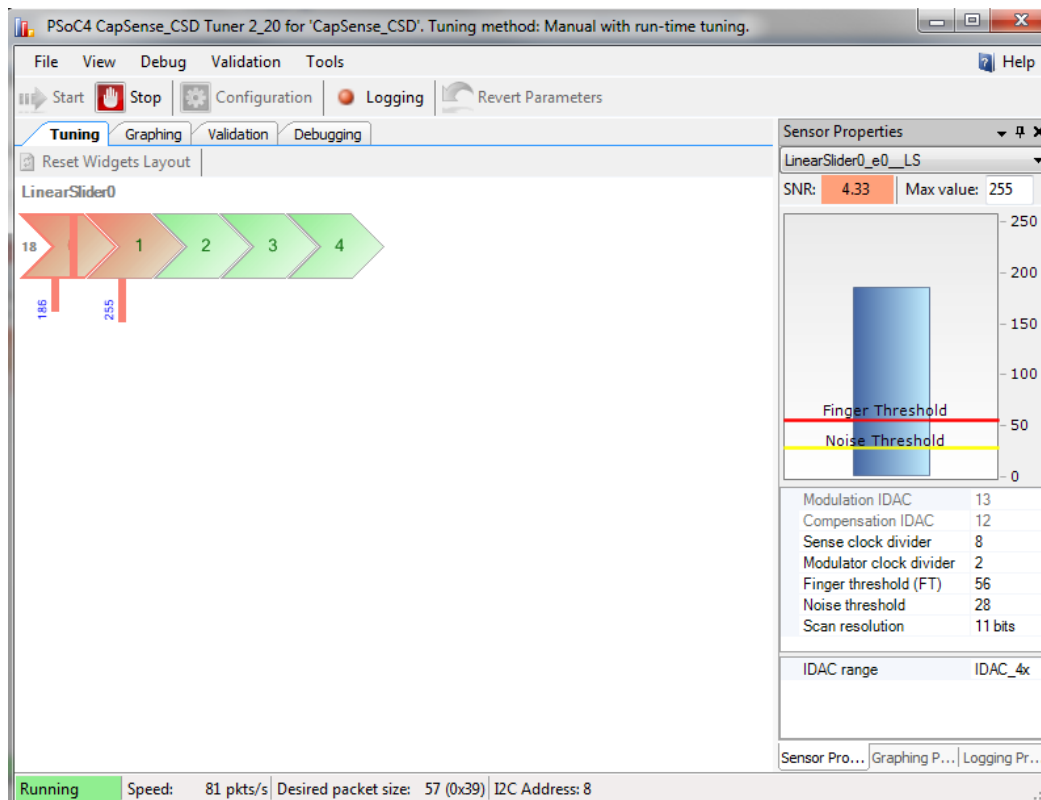 PSoC4 CapSense_CSD Tuner 2_20 for 'CapSense_CSD'. Tuning method: Manual with run-time tuning.
File View Debug Validation Tools Help
Start Stop Configuration Logging Revert Parameters
Tuning Graphing Validation Debugging
Reset Widgets Layout
LinearSlider0
18 1 2 3 4
186 255
Sensor Properties
LinearSlider0_e0__LS
SNR: 4.33 Max value: 255
250
200
150
100
Finger Threshold
50
Noise Threshold
0
Modulation IDAC 13
Compensation IDAC 12
Sense clock divider 8
Modulator clock divider 2
Finger threshold (FT) 56
Noise threshold 28
Scan resolution 11 bits
IDAC range IDAC_4x
Sensor Pro... Graphing P... Logging Pr...
Running Speed: 81 pkts/s Desired packet size: 57 (0x39) I2C Address: 8